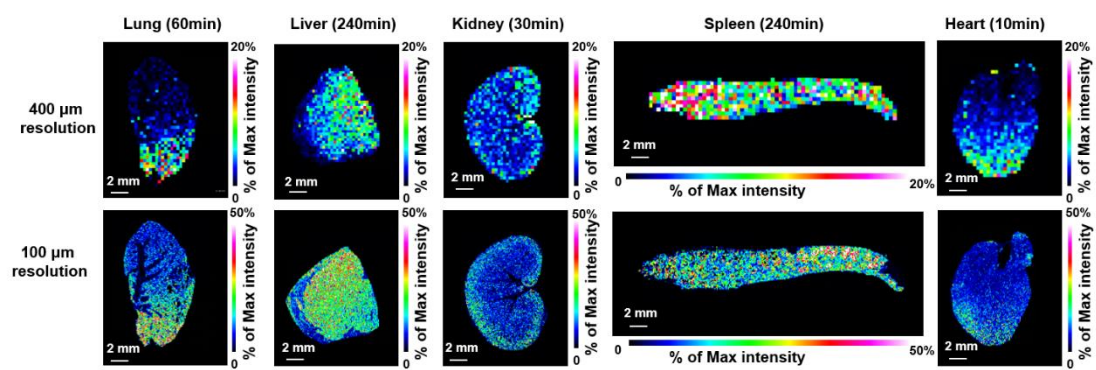 Lung (60min)
Liver (240min)
Kidney (30min)
Spleen (240min)
Heart (10min)
400 µm
resolution
2 mm
20%
% of Max intensity
0
2 mm
20%
% of Max intensity
0
2 mm
20%
% of Max intensity
0
2 mm
0
% of Max intensity
20%
2 mm
20%
% of Max intensity
0
100 µm
resolution
2 mm
50%
% of Max intensity
0
2 mm
50%
% of Max intensity
0
2 mm
50%
% of Max intensity
0
2 mm
0
% of Max intensity
50%
2 mm
50%
% of Max intensity
0